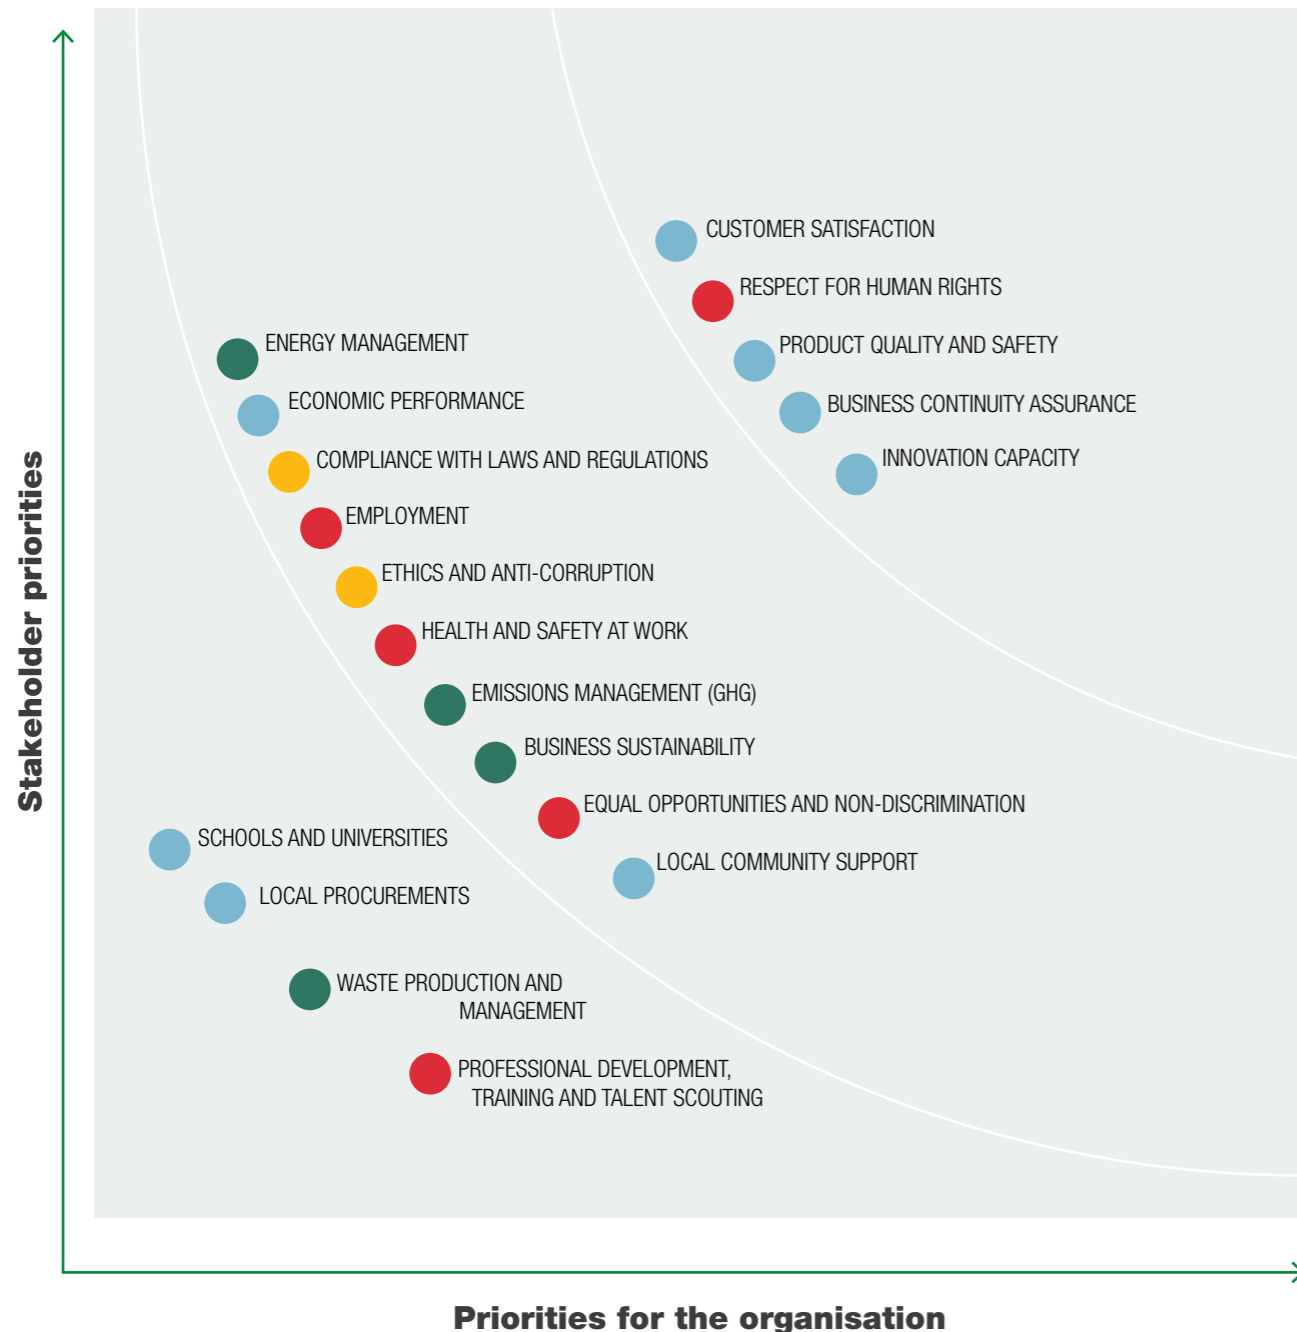 Stakeholder priorities
CUSTOMER SATISFACTION
RESPECT FOR HUMAN RIGHTS
PRODUCT QUALITY AND SAFETY
BUSINESS CONTINUITY ASSURANCE
INNOVATION CAPACITY
ENERGY MANAGEMENT
ECONOMIC PERFORMANCE
COMPLIANCE WITH LAWS AND REGULATIONS
EMPLOYMENT
ETHICS AND ANTI-CORRUPTION
HEALTH AND SAFETY AT WORK
EMISSIONS MANAGEMENT (GHG)
BUSINESS SUSTAINABILITY
EQUAL OPPORTUNITIES AND NON-DISCRIMINATION
LOCAL COMMUNITY SUPPORT
SCHOOLS AND UNIVERSITIES
LOCAL PROCUREMENTS
WASTE PRODUCTION AND
MANAGEMENT
PROFESSIONAL DEVELOPMENT,
TRAINING AND TALENT SCOUTING
Priorities for the organisation